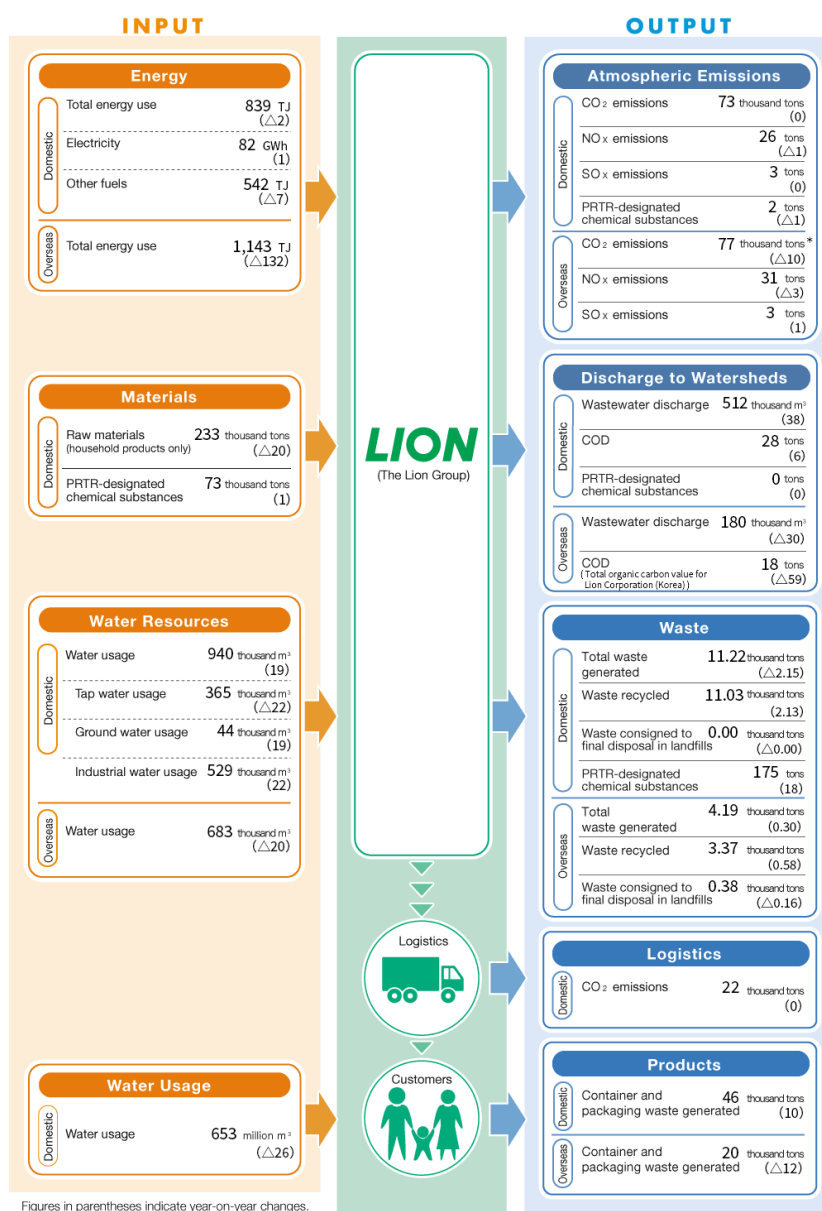 INPUT
Energy
Domestic
Total energy use 839 TJ
(△2)
Electricity 82 GWh
(1)
Other fuels 542 TJ
(△7)
Overseas
Total energy use 1,143 TJ
(△132)
Materials
Domestic
Raw materials 233 thousand tons
(household products only) (△20)
PRTR-designated 73 thousand tons
chemical substances (1)
Water Resources
Domestic
Water usage 940 thousand m³
(19)
Tap water usage 365 thousand m³
(△22)
Ground water usage 44 thousand m³
(19)
Industrial water usage 529 thousand m³
(22)
Overseas
Water usage 683 thousand m³
(△20)
Water Usage
Domestic
Water usage 653 million m³
(△26)
Figures in parentheses indicate year-on-year changes.
LION
(The Lion Group)
Logistics
Customers
OUTPUT
Atmospheric Emissions
Domestic
CO₂ emissions 73 thousand tons
(0)
NOx emissions 26 tons
(△1)
SOx emissions 3 tons
(0)
PRTR-designated 2 tons
chemical substances (△1)
Overseas
CO₂ emissions 77 thousand tons*
(△10)
NOx emissions 31 tons
(△3)
SOx emissions 3 tons
(1)
Discharge to Watersheds
Domestic
Wastewater discharge 512 thousand m³
(38)
COD 28 tons
(6)
PRTR-designated 0 tons
chemical substances (0)
Overseas
Wastewater discharge 180 thousand m³
(△30)
COD 18 tons
(Total organic carbon value for (△59)
Lion Corporation (Korea))
Waste
Domestic
Total waste 11.22 thousand tons
generated (△2.15)
Waste recycled 11.03 thousand tons
(2.13)
Waste consigned to 0.00 thousand tons
final disposal in landfills (△0.00)
PRTR-designated 175 tons
chemical substances (18)
Overseas
Total 4.19 thousand tons
waste generated (0.30)
Waste recycled 3.37 thousand tons
(0.58)
Waste consigned to 0.38 thousand tons
final disposal in landfills (△0.16)
Logistics
Domestic
CO₂ emissions 22 thousand tons
(0)
Products
Domestic
Container and 46 thousand tons
packaging waste generated (10)
Overseas
Container and 20 thousand tons
packaging waste generated (△12)